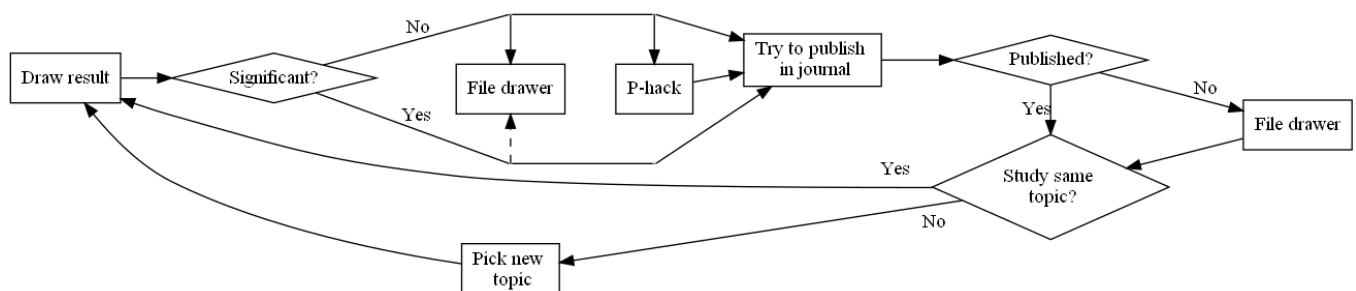 Draw result
Significant?
No
Yes
File drawer
P-hack
Try to publish
in journal
Published?
No
Yes
File drawer
Study same
topic?
Yes
No
Pick new
topic